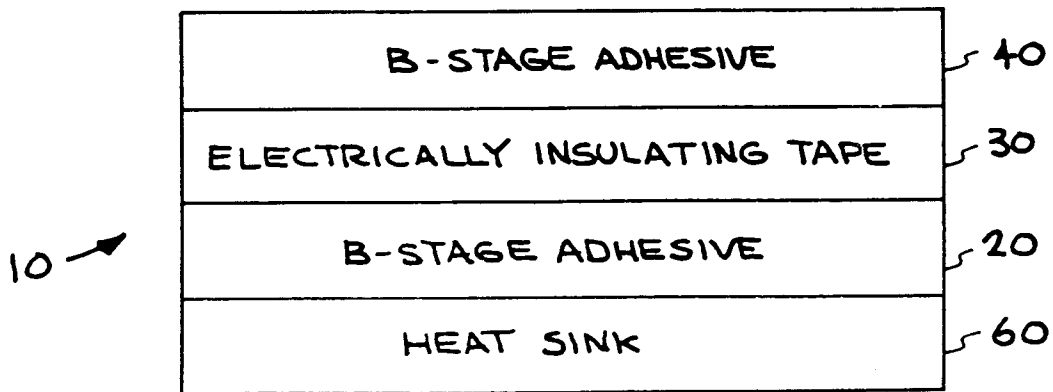 B-STAGE ADHESIVE 40
ELECTRICALLY INSULATING TAPE 30
10 B-STAGE ADHESIVE 20
HEAT SINK 60